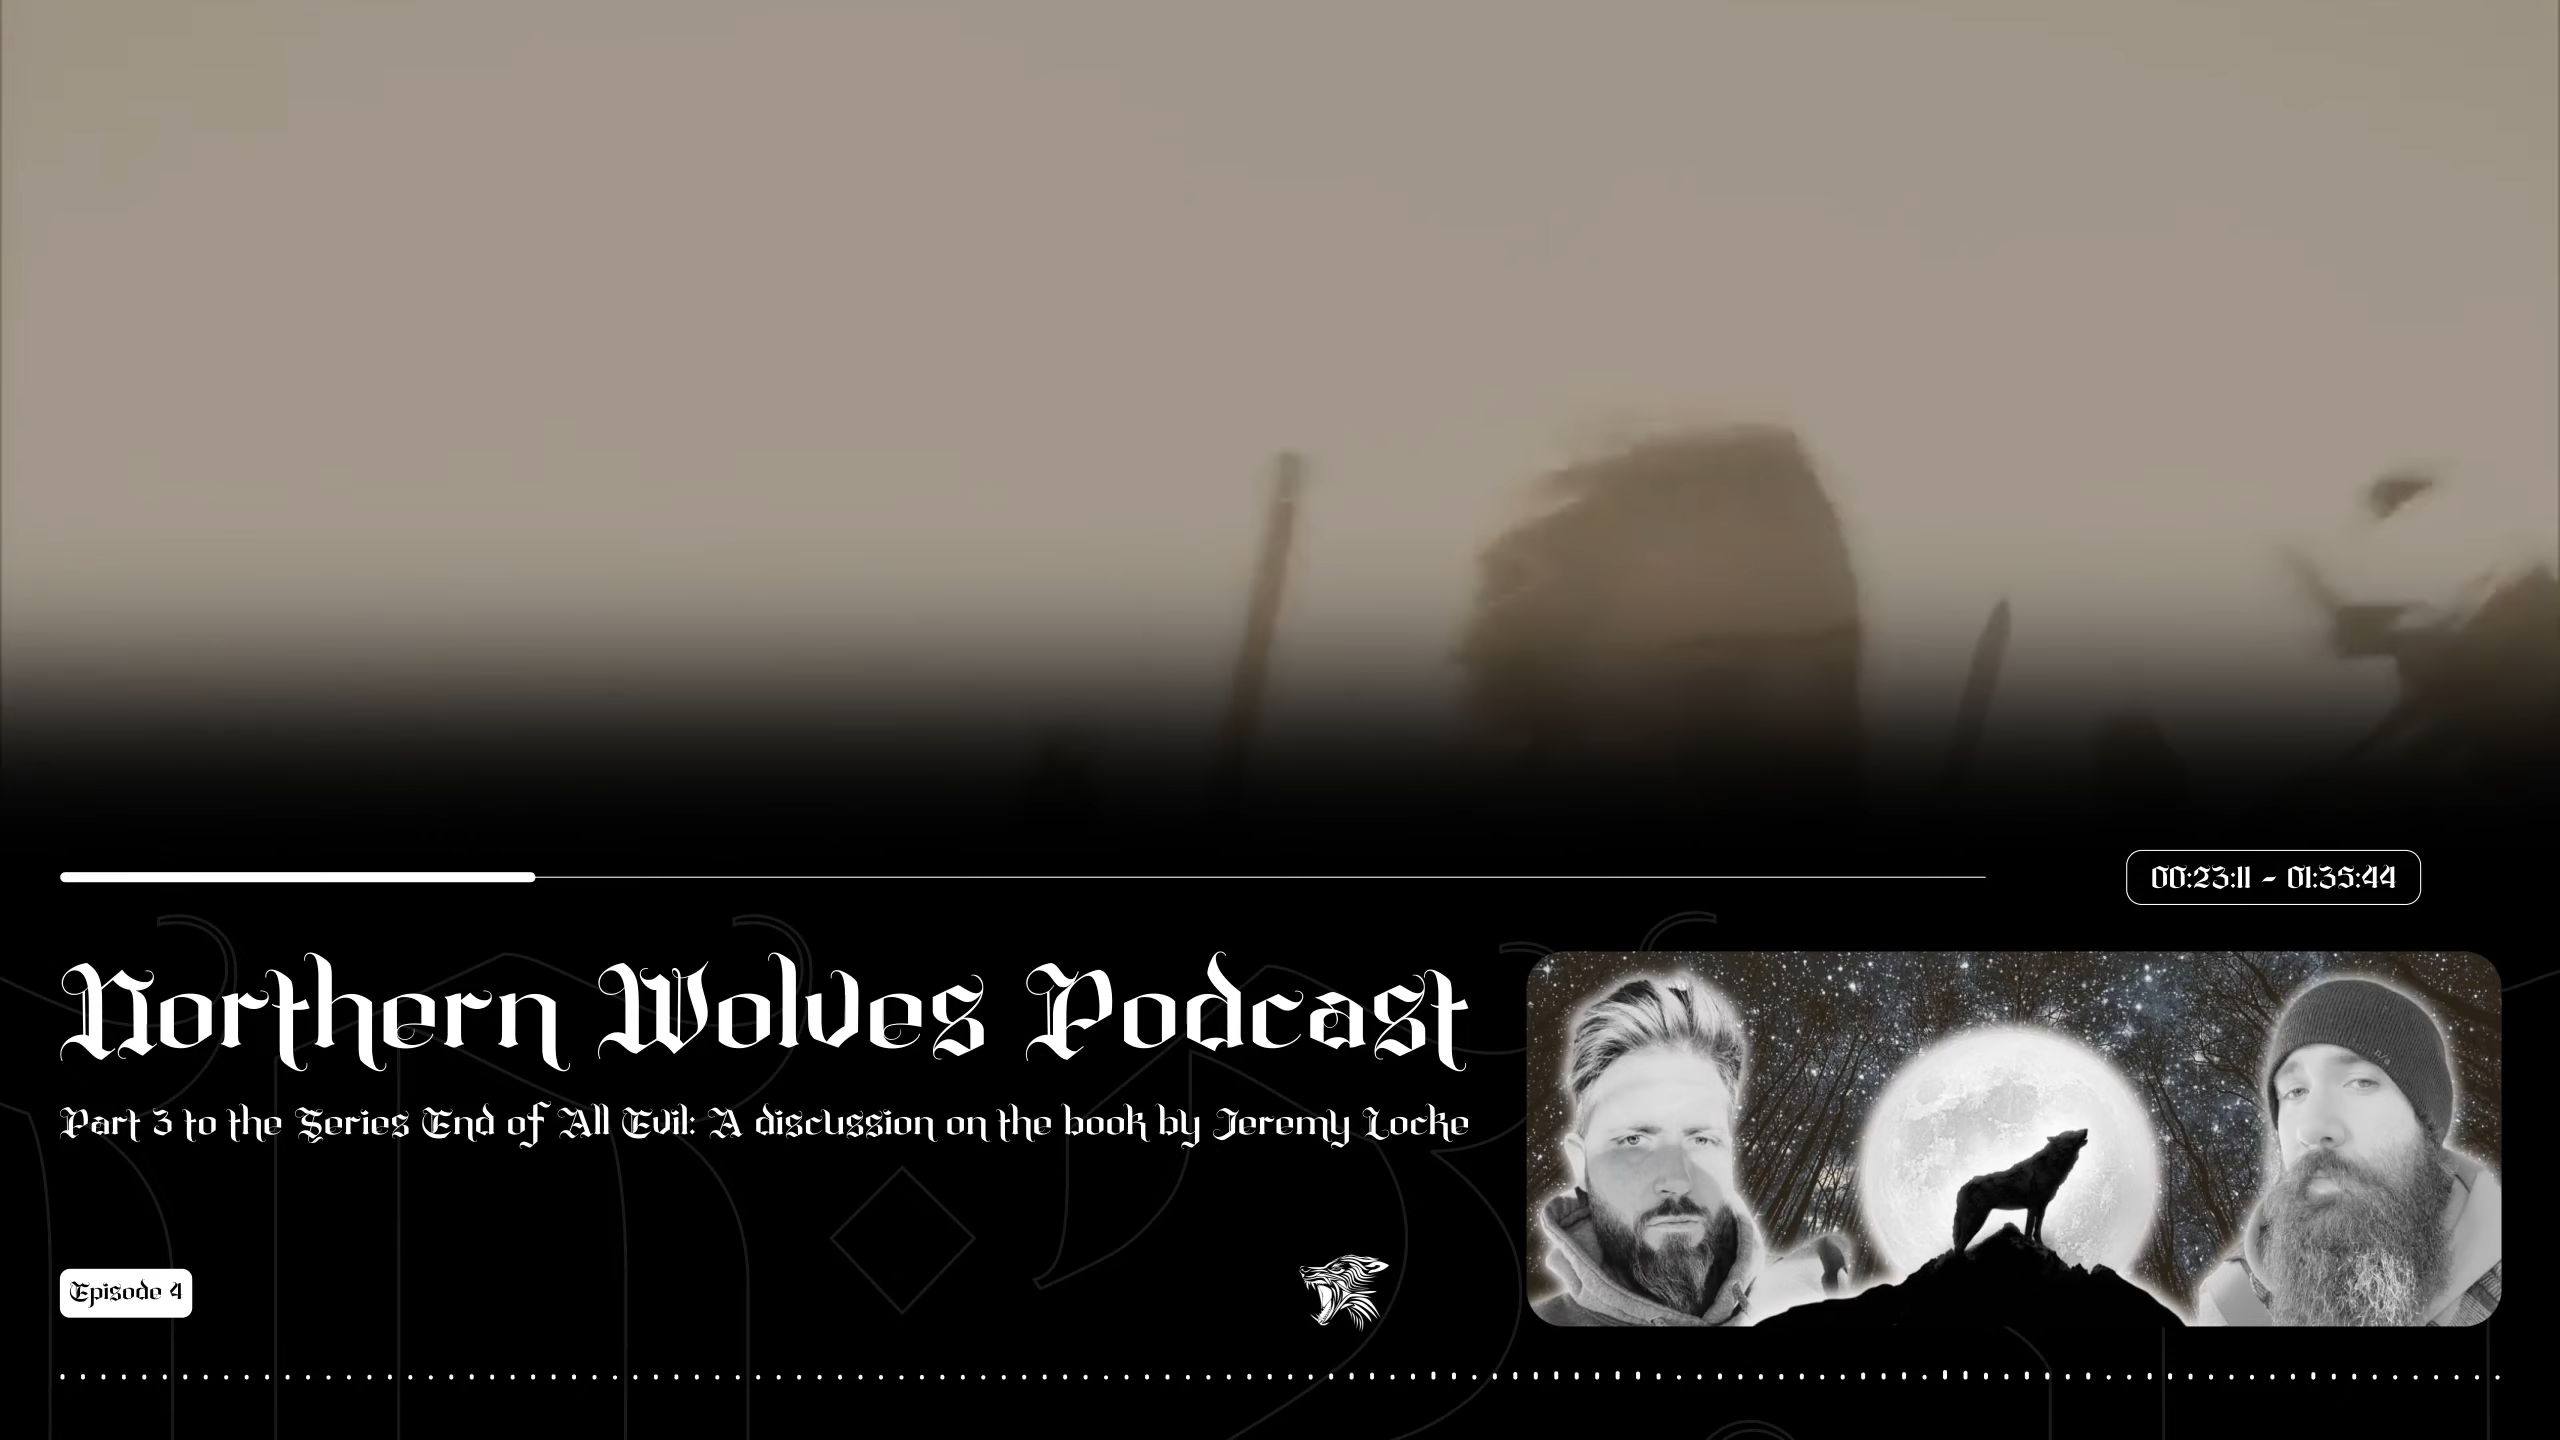 00:23:11 - 01:35:44
Northern Wolves Podcast
Part 3 to the Series End of All Evil: A discussion on the book by Jeremy Locke
Episode 4